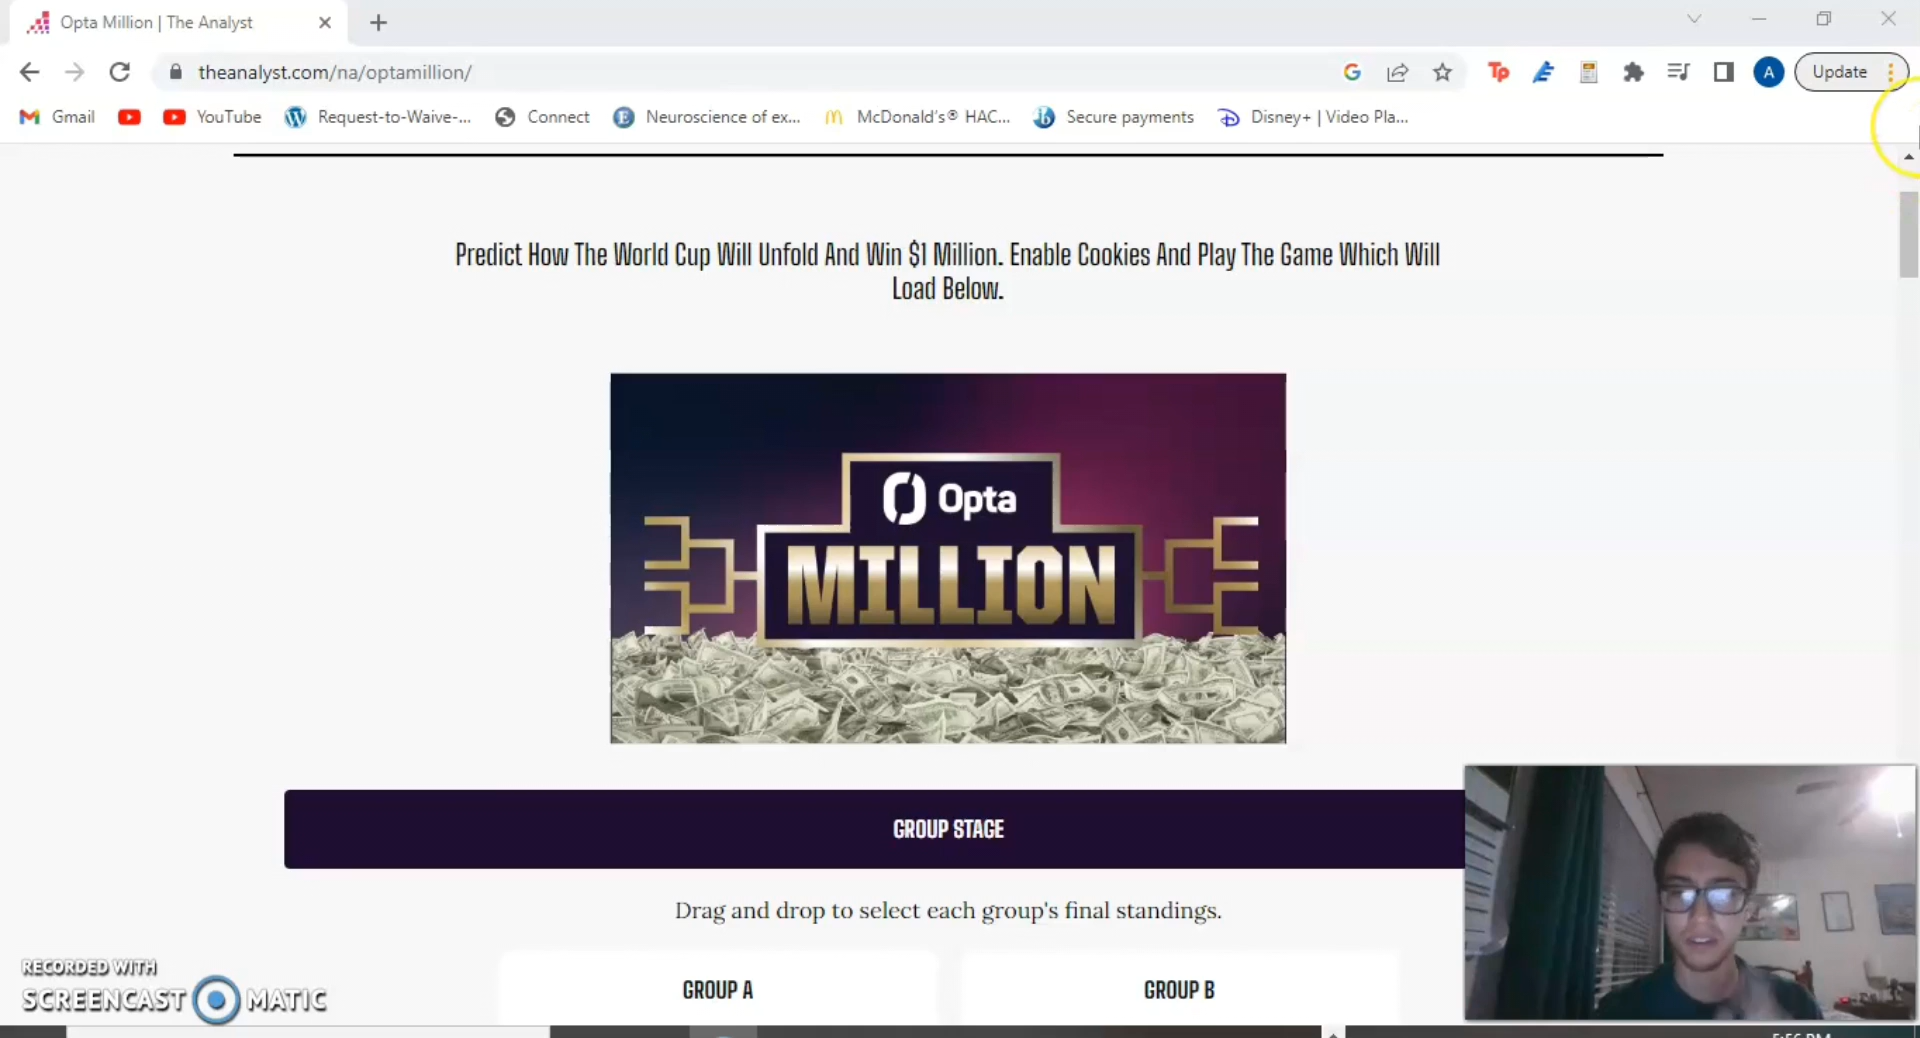 Opta Million | The Analyst
theanalyst.com/na/optamillion/
Tp
A
Update
Gmail
YouTube
Request-to-Waive-...
Connect
Neuroscience of ex...
McDonald's® HAC...
Secure payments
Disney+ | Video Pla...
Predict How The World Cup Will Unfold And Win $1 Million. Enable Cookies And Play The Game Which Will
Load Below.
Opta
MILLION
GROUP STAGE
Drag and drop to select each group's final standings.
GROUP A
GROUP B
RECORDED WITH
SCREENCAST MATIC